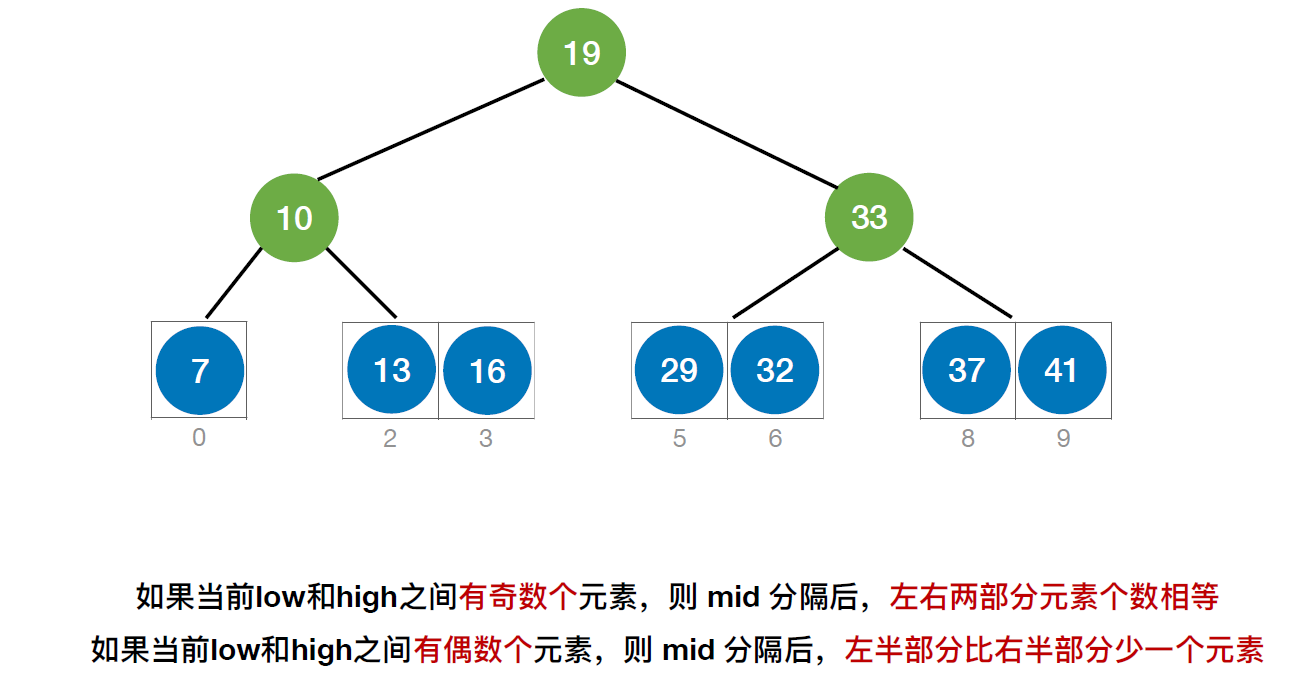 19
10 33
7 13 16 29 32 37 41
0 2 3 5 6 8 9
如果当前low和high之间有奇数个元素，则 mid 分隔后，左右两部分元素个数相等
如果当前low和high之间有偶数个元素，则 mid 分隔后，左半部分比右半部分少一个元素